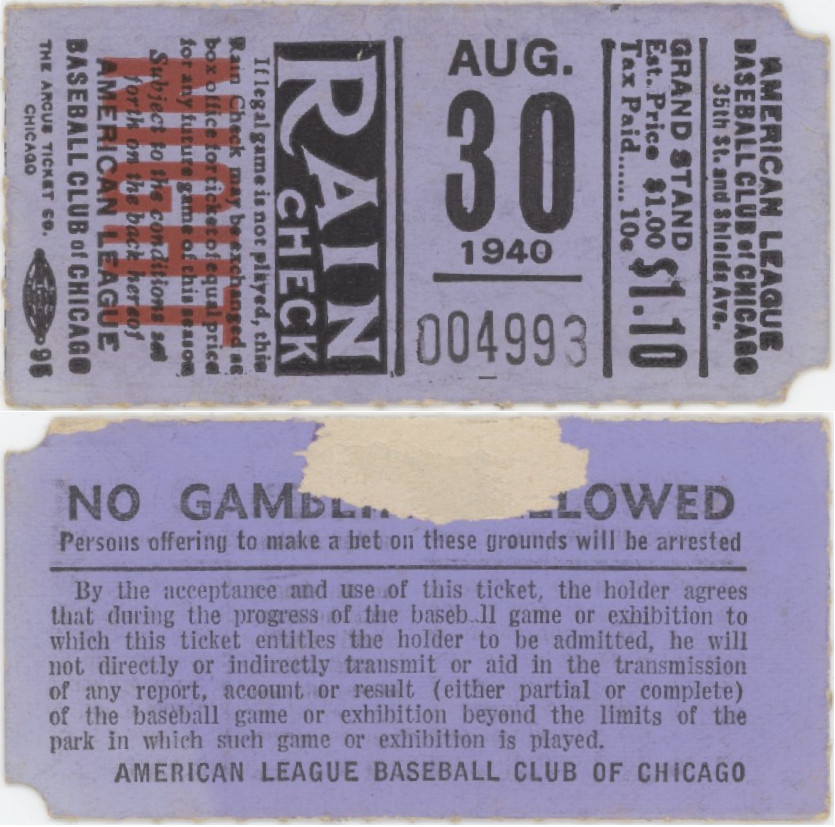 AMERICAN LEAGUE
BASEBALL CLUB of CHICAGO
35th St. and Shields Ave.
GRAND STAND
Est. Price $1.00
Tax Paid...... 10c
$1.10
AUG.
30
1940
004993
RAIN
CHECK
If legal game is not played, this
Rain Check may be exchanged at
box office for ticket of equal price
for any future game of this season
Subject to the conditions set
forth on the back hereof
NIGHT
AMERICAN LEAGUE
BASEBALL CLUB of CHICAGO
THE ARCUS TICKET CO.
CHICAGO
98
NO GAMBLIN LLOWED
Persons offering to make a bet on these grounds will be arrested
By the acceptance and use of this ticket, the holder agrees
that during the progress of the baseb ll game or exhibition to
which this ticket entitles the holder to be admitted, he will
not directly or indirectly transmit or aid in the transmission
of any report, account or result (either partial or complete)
of the baseball game or exhibition beyond the limits of the
park in which such game or exhibition is played.
AMERICAN LEAGUE BASEBALL CLUB OF CHICAGO